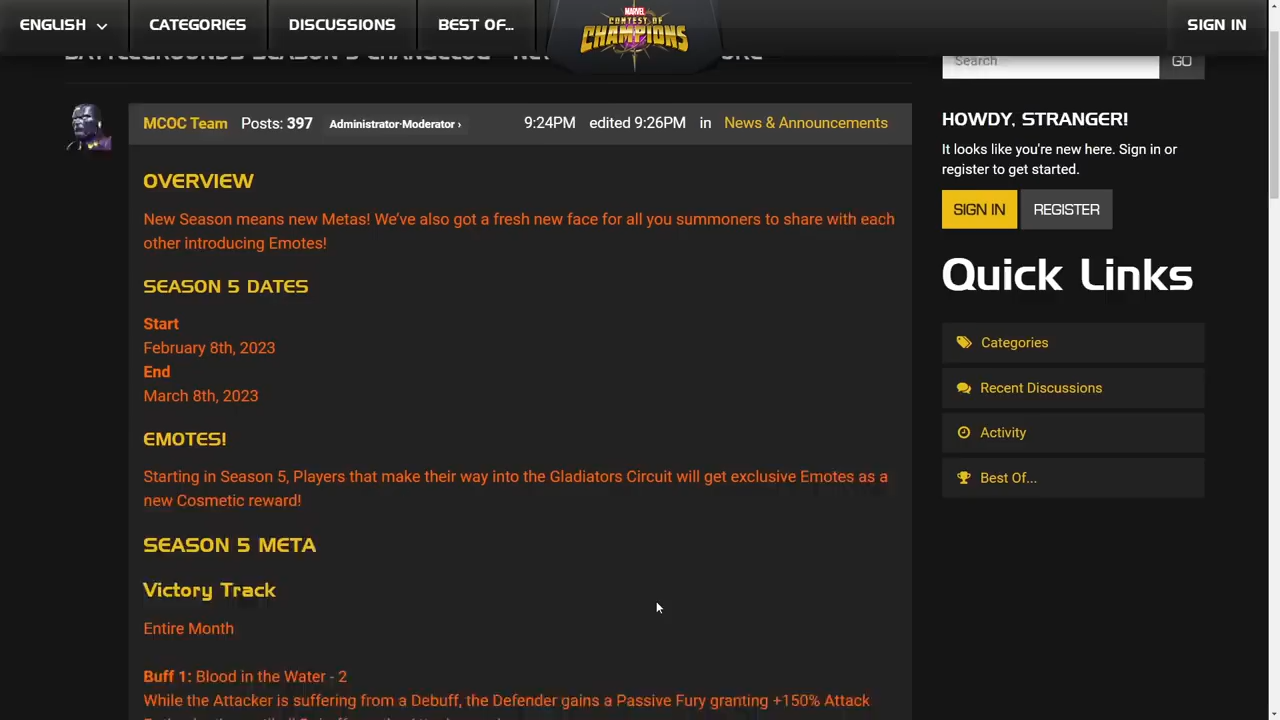 ENGLISH
CATEGORIES
DISCUSSIONS
BEST OF...
MARVEL
CONTEST OF
CHAMPIONS
SIGN IN
BATTLEGROUNDS SEASON 5 CHANGELOG
Search
GO
MCOC Team Posts: 397 Administrator·Moderator › 9:24PM edited 9:26PM in News & Announcements
OVERVIEW
New Season means new Metas! We’ve also got a fresh new face for all you summoners to share with each
other introducing Emotes!
SEASON 5 DATES
Start
February 8th, 2023
End
March 8th, 2023
EMOTES!
Starting in Season 5, Players that make their way into the Gladiators Circuit will get exclusive Emotes as a
new Cosmetic reward!
SEASON 5 META
Victory Track
Entire Month
Buff 1: Blood in the Water - 2
While the Attacker is suffering from a Debuff, the Defender gains a Passive Fury granting +150% Attack
HOWDY, STRANGER!
It looks like you're new here. Sign in or
register to get started.
SIGN IN
REGISTER
Quick Links
Categories
Recent Discussions
Activity
Best Of...